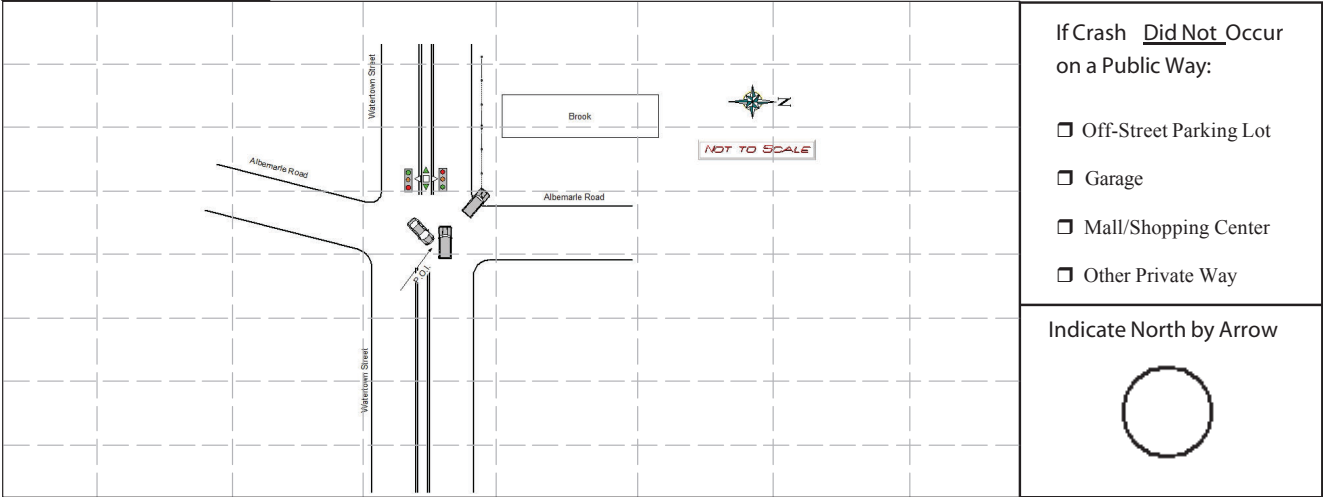 Watertown Street
Brook
N
NOT TO SCALE
Albemarle Road
Albemarle Road
P.O.I.
Watertown Street
If Crash Did Not Occur
on a Public Way:
Off-Street Parking Lot
Garage
Mall/Shopping Center
Other Private Way
Indicate North by Arrow